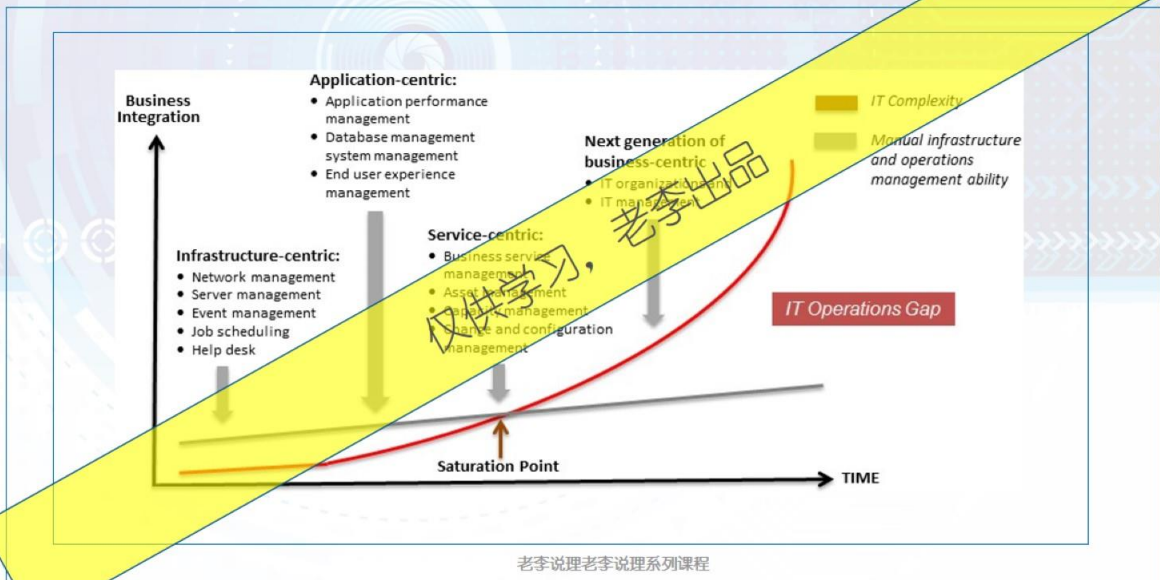 Business
Integration
Application-centric:
• Application performance
management
• Database management
system management
• End user experience
management
Infrastructure-centric:
• Network management
• Server management
• Event management
• Job scheduling
• Help desk
Service-centric:
• Business service
management
• Asset management
• Capacity management
• Change and configuration
management
Next generation of
business-centric
• IT organizations and
• IT management
IT Complexity
Manual infrastructure
and operations
management ability
IT Operations Gap
Saturation Point
TIME
仅供学习，老李出品
老李说理老李说理系列课程